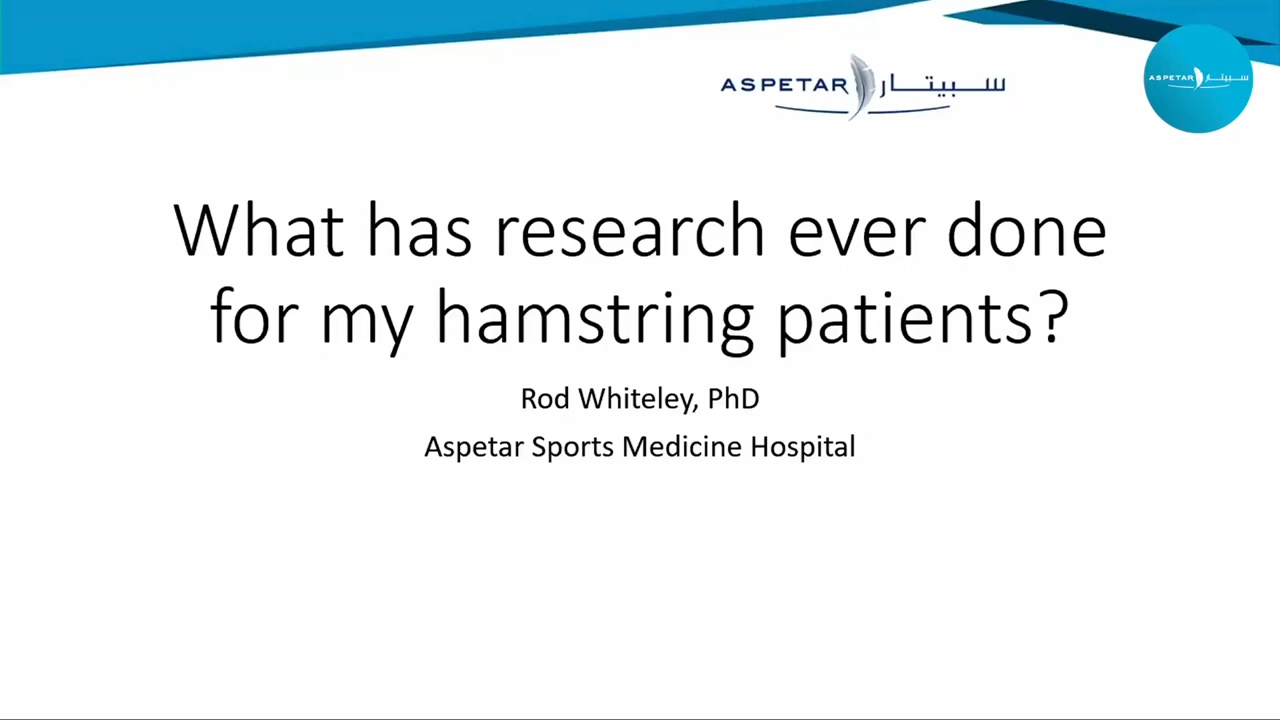 ASPETAR سبيتار
ASPETAR سبيتار
What has research ever done
for my hamstring patients?
Rod Whiteley, PhD
Aspetar Sports Medicine Hospital